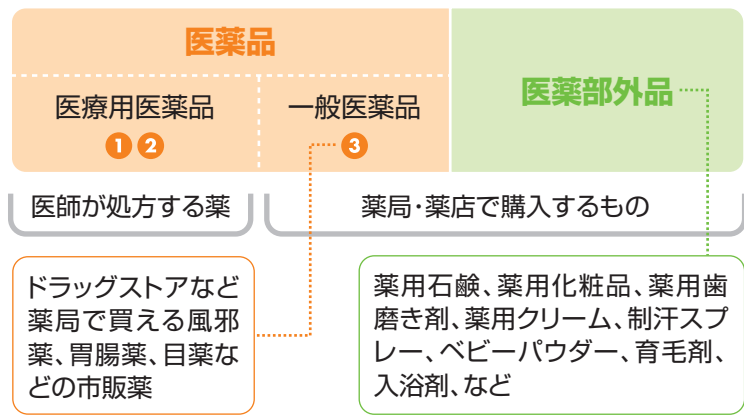 医薬品
医療用医薬品
1 2
一般医薬品
3
医薬部外品
医師が処方する薬
薬局・薬店で購入するもの
ドラッグストアなど
薬局で買える風邪
薬、胃腸薬、目薬な
どの市販薬
薬用石鹸、薬用化粧品、薬用歯
磨き剤、薬用クリーム、制汗スプ
レー、ベビーパウダー、育毛剤、
入浴剤、など